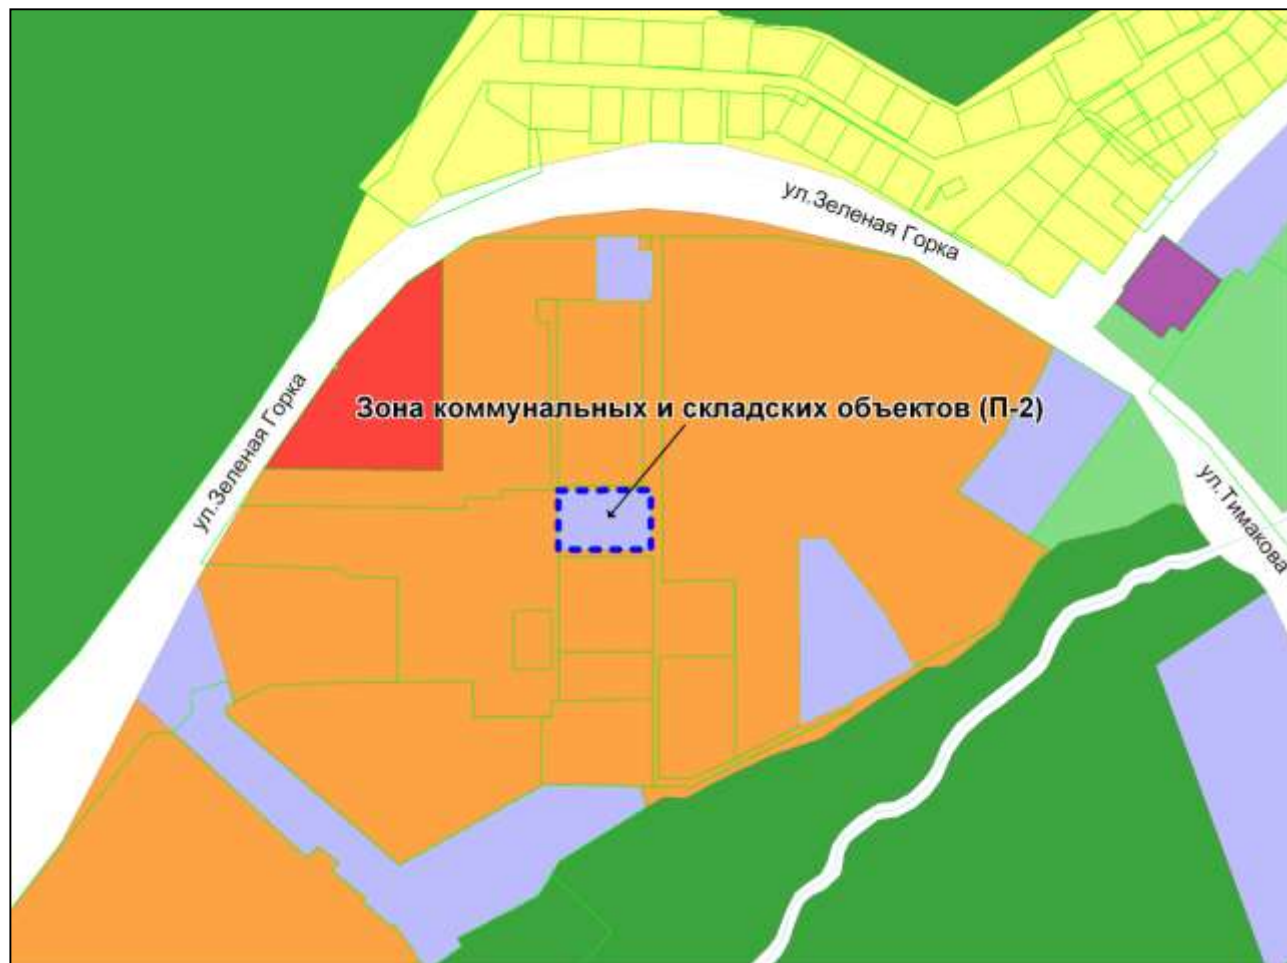 ул.Зеленая Горка
Зона коммунальных и складских объектов (П-2)
ул.Зеленая Горка
ул.Тимакова